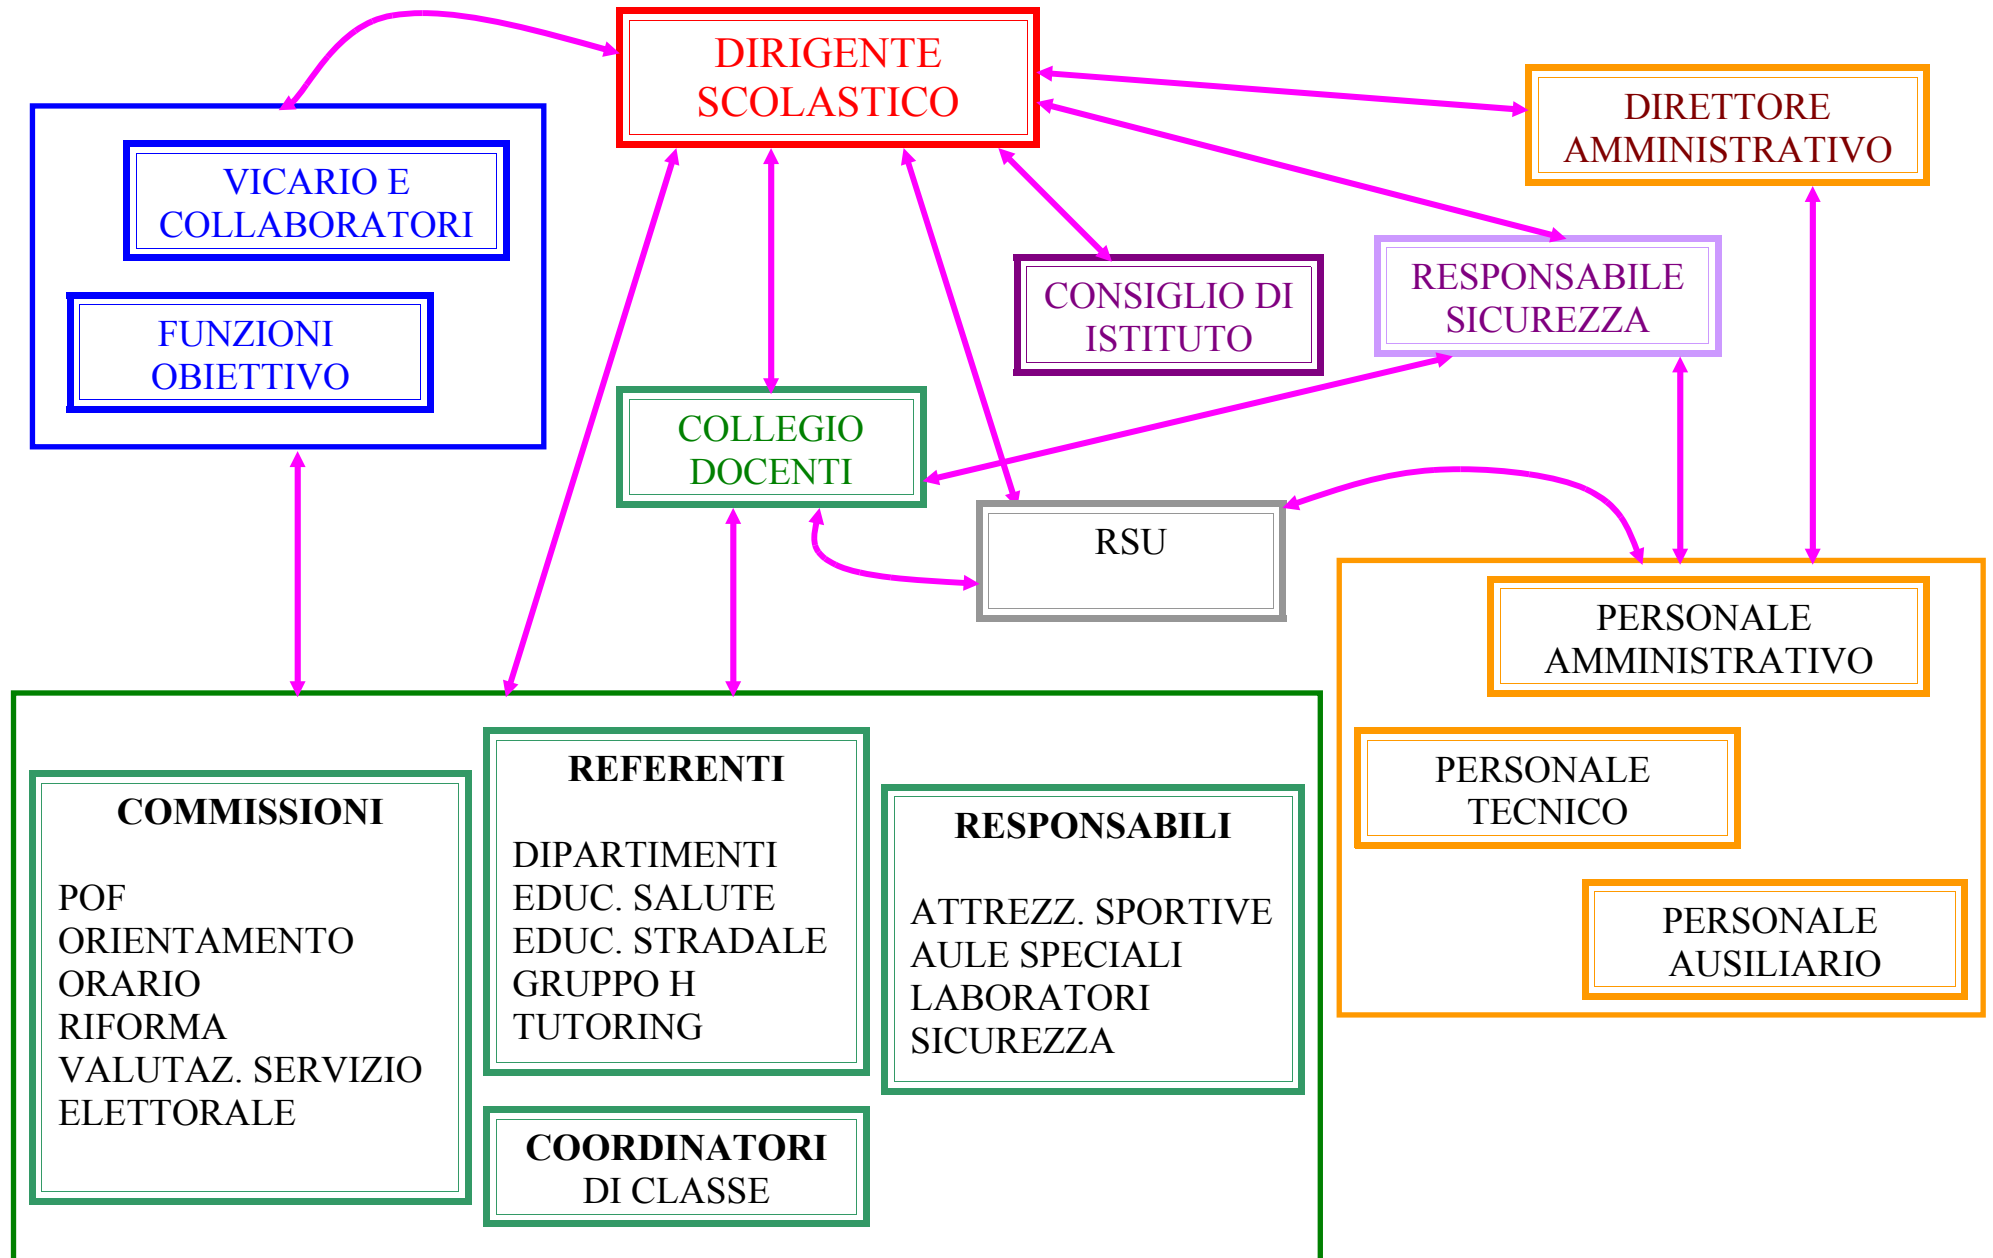 DIRIGENTE
SCOLASTICO
DIRETTORE
AMMINISTRATIVO
VICARIO E
COLLABORATORI
FUNZIONI
OBIETTIVO
CONSIGLIO DI
ISTITUTO
RESPONSABILE
SICUREZZA
COLLEGIO
DOCENTI
RSU
PERSONALE
AMMINISTRATIVO
PERSONALE
TECNICO
PERSONALE
AUSILIARIO
COMMISSIONI
POF
ORIENTAMENTO
ORARIO
RIFORMA
VALUTAZ. SERVIZIO
ELETTORALE
REFERENTI
DIPARTIMENTI
EDUC. SALUTE
EDUC. STRADALE
GRUPPO H
TUTORING
RESPONSABILI
ATTREZZ. SPORTIVE
AULE SPECIALI
LABORATORI
SICUREZZA
COORDINATORI
DI CLASSE